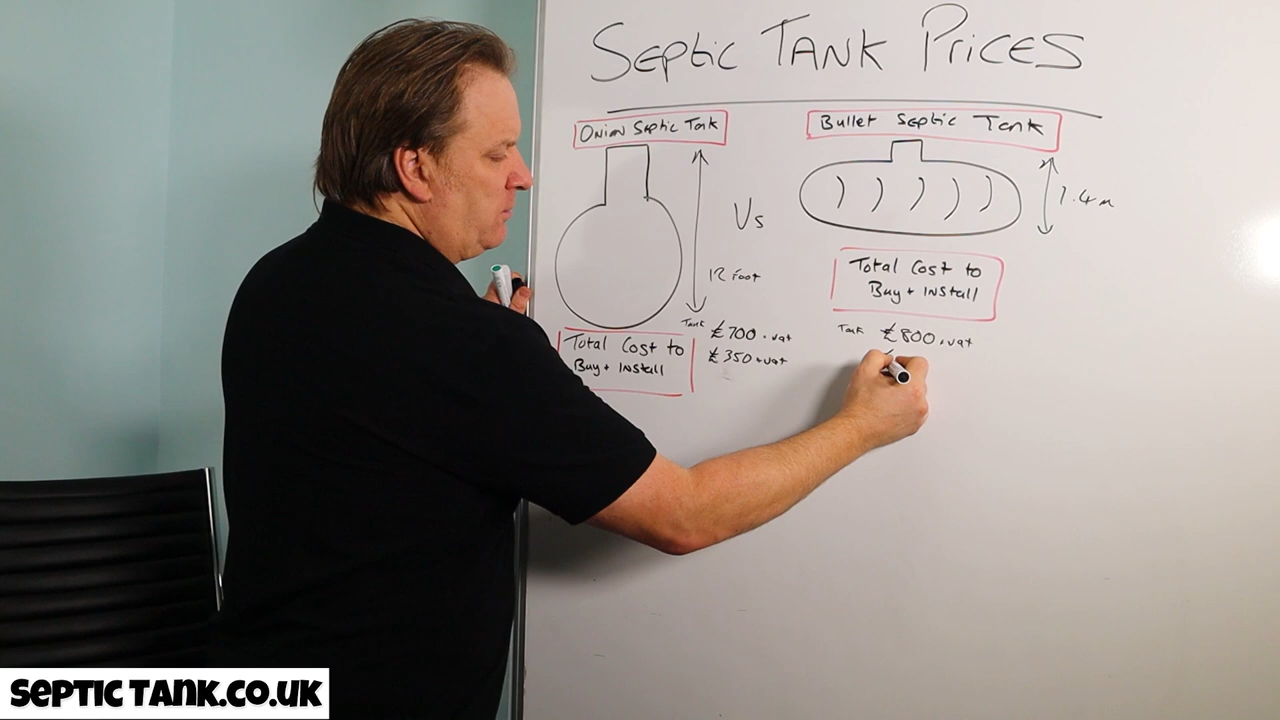 Septic Tank Prices
Onion Septic Tank
Bullet Septic Tank
Vs
1.4m
12 Foot
Total Cost to
Buy + Install
Tank £700 + vat
£350 + vat
Total Cost to
Buy + Install
Tank £800 + vat
SEPTIC TANK.CO.UK